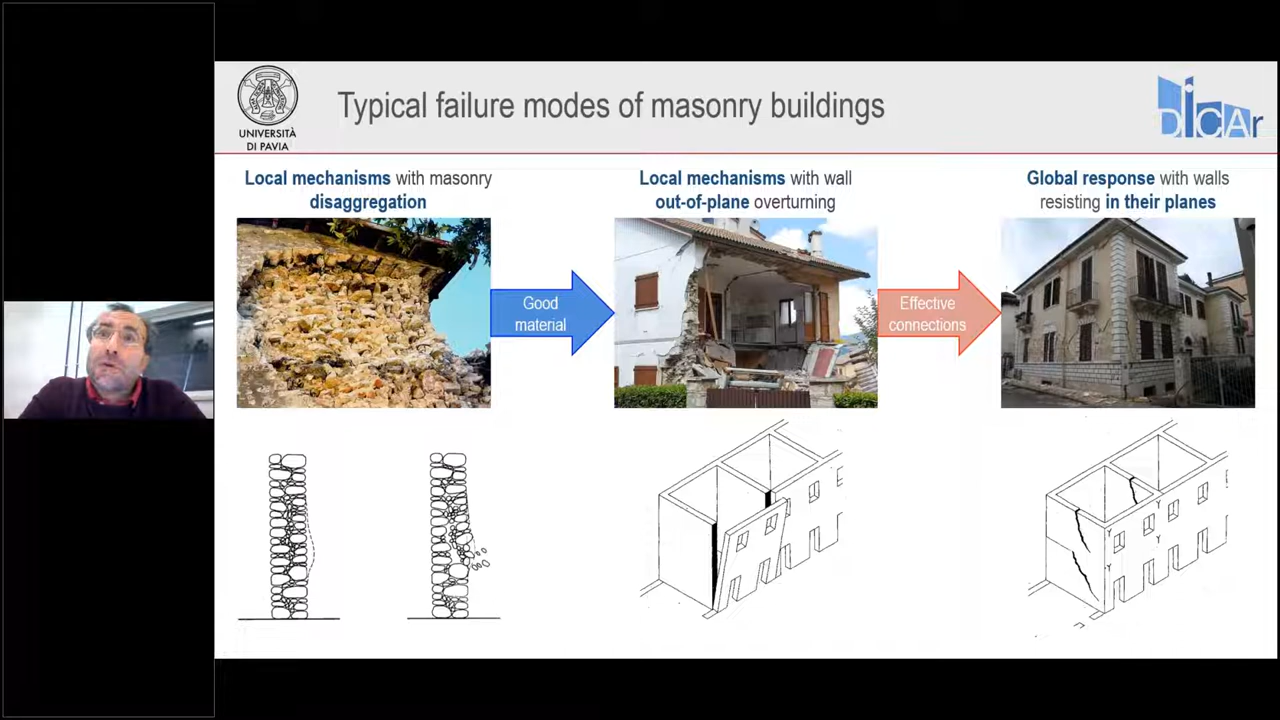 Typical failure modes of masonry buildings
UNIVERSITÀ
DI PAVIA
DiCAr
Local mechanisms with masonry
disaggregation
Local mechanisms with wall
out-of-plane overturning
Global response with walls
resisting in their planes
Good
material
Effective
connections